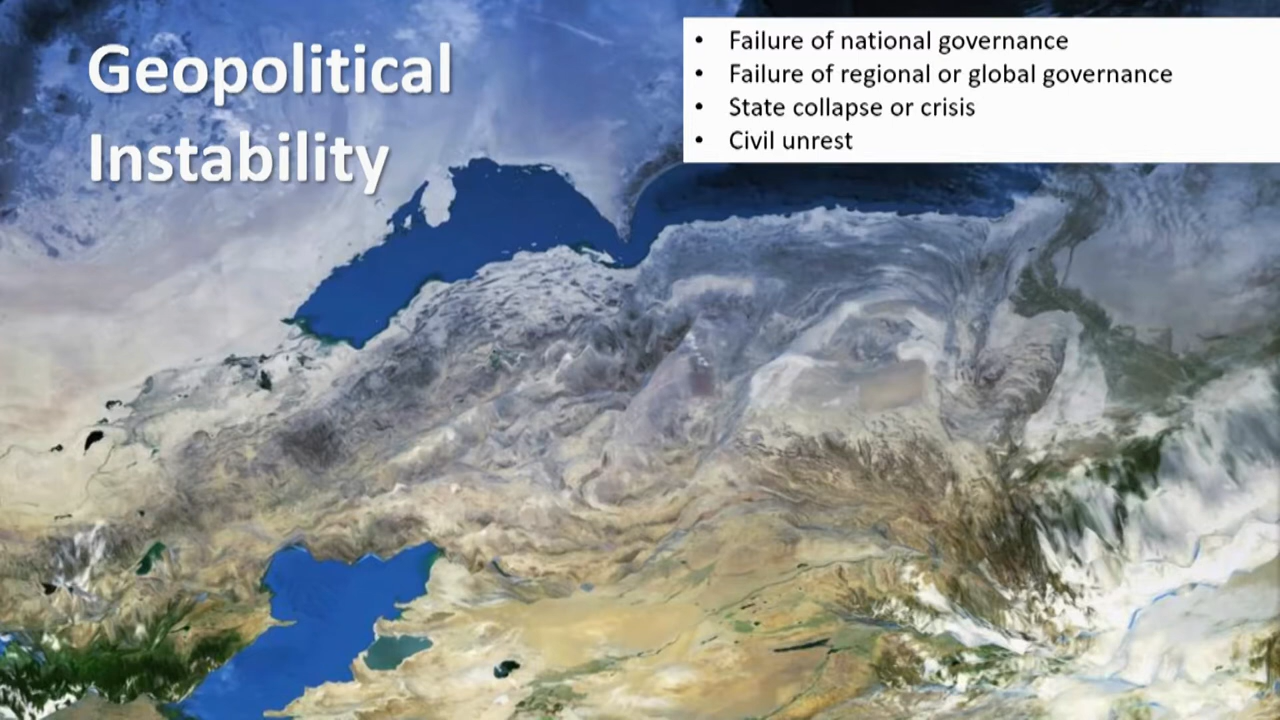 Geopolitical
Instability
• Failure of national governance
• Failure of regional or global governance
• State collapse or crisis
• Civil unrest